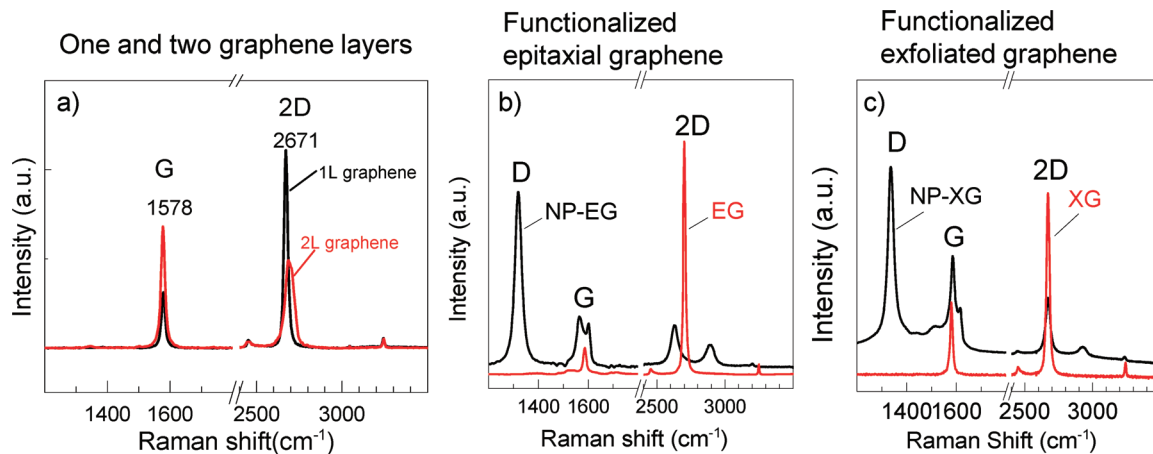 One and two graphene layers
Functionalized
epitaxial graphene
Functionalized
exfoliated graphene
a)
G
1578
2D
2671
1L graphene
2L graphene
Intensity (a.u.)
1400 1600 2500 3000
Raman shift(cm⁻¹)
b)
D
NP-EG
G
2D
EG
Intensity (a.u.)
1400 1600 2500 3000
Raman shift (cm⁻¹)
c)
D
NP-XG
G
2D
XG
Intensity (a.u.)
1400 1600 2500 3000
Raman Shift (cm⁻¹)